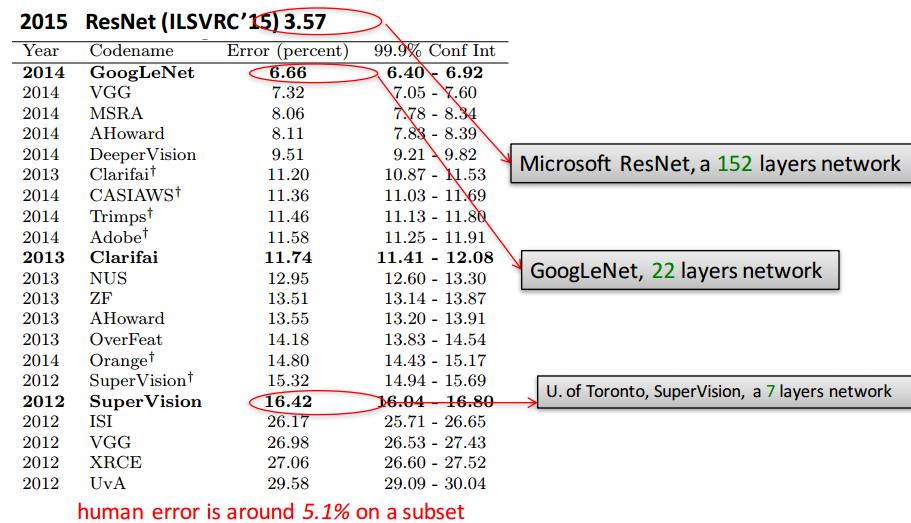 2015 ResNet (ILSVRC'15) 3.57
Year Codename Error (percent) 99.9% Conf Int
2014 GoogLeNet 6.66 6.40 - 6.92
2014 VGG 7.32 7.05 - 7.60
2014 MSRA 8.06 7.78 - 8.34
2014 AHoward 8.11 7.83 - 8.39
2014 DeeperVision 9.51 9.21 - 9.82
2013 Clarifai† 11.20 10.87 - 11.53
2014 CASIAWS† 11.36 11.03 - 11.69
2014 Trimps† 11.46 11.13 - 11.80
2014 Adobe† 11.58 11.25 - 11.91
2013 Clarifai 11.74 11.41 - 12.08
2013 NUS 12.95 12.60 - 13.30
2013 ZF 13.51 13.14 - 13.87
2013 AHoward 13.55 13.20 - 13.91
2013 OverFeat 14.18 13.83 - 14.54
2014 Orange† 14.80 14.43 - 15.17
2012 SuperVision† 15.32 14.94 - 15.69
2012 SuperVision 16.42 16.04 - 16.80
2012 ISI 26.17 25.71 - 26.65
2012 VGG 26.98 26.53 - 27.43
2012 XRCE 27.06 26.60 - 27.52
2012 UvA 29.58 29.09 - 30.04
human error is around 5.1% on a subset
Microsoft ResNet, a 152 layers network
GoogLeNet, 22 layers network
U. of Toronto, SuperVision, a 7 layers network